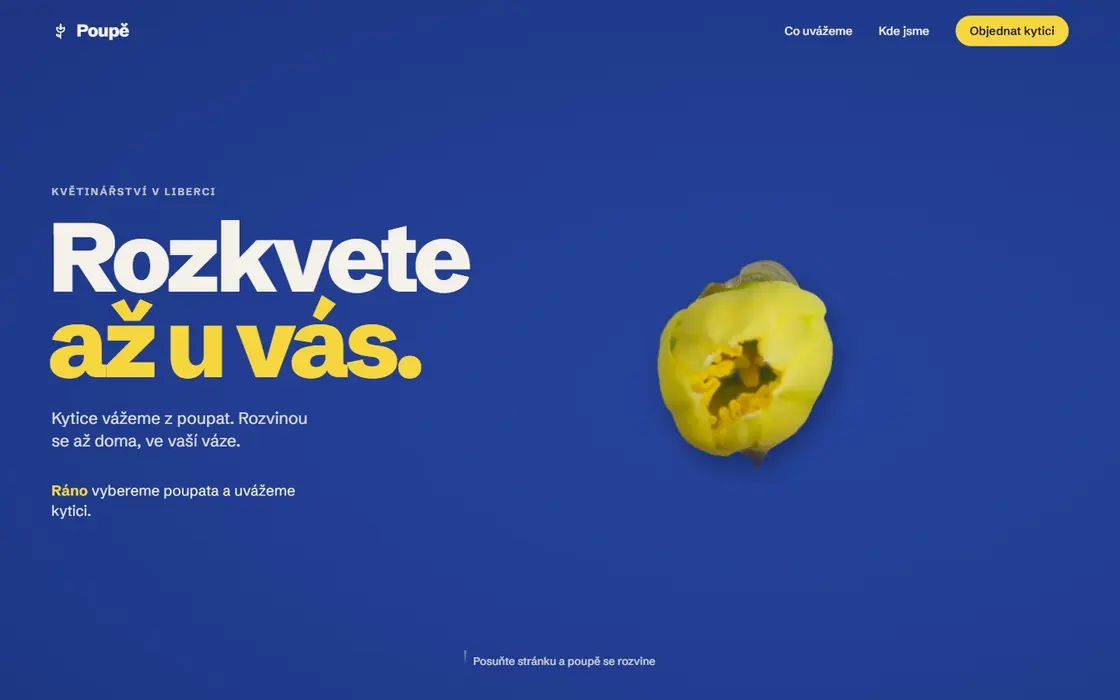 Poupě
Co uvážeme
Kde jsme
Objednat kytici
KVĚTINÁŘSTVÍ V LIBERCI
Rozkvete
až u vás.
Kytice vážeme z poupat. Rozvinou
se až doma, ve vaší váze.
Ráno vybereme poupata a uvážeme
kytici.
Posuňte stránku a poupě se rozvine